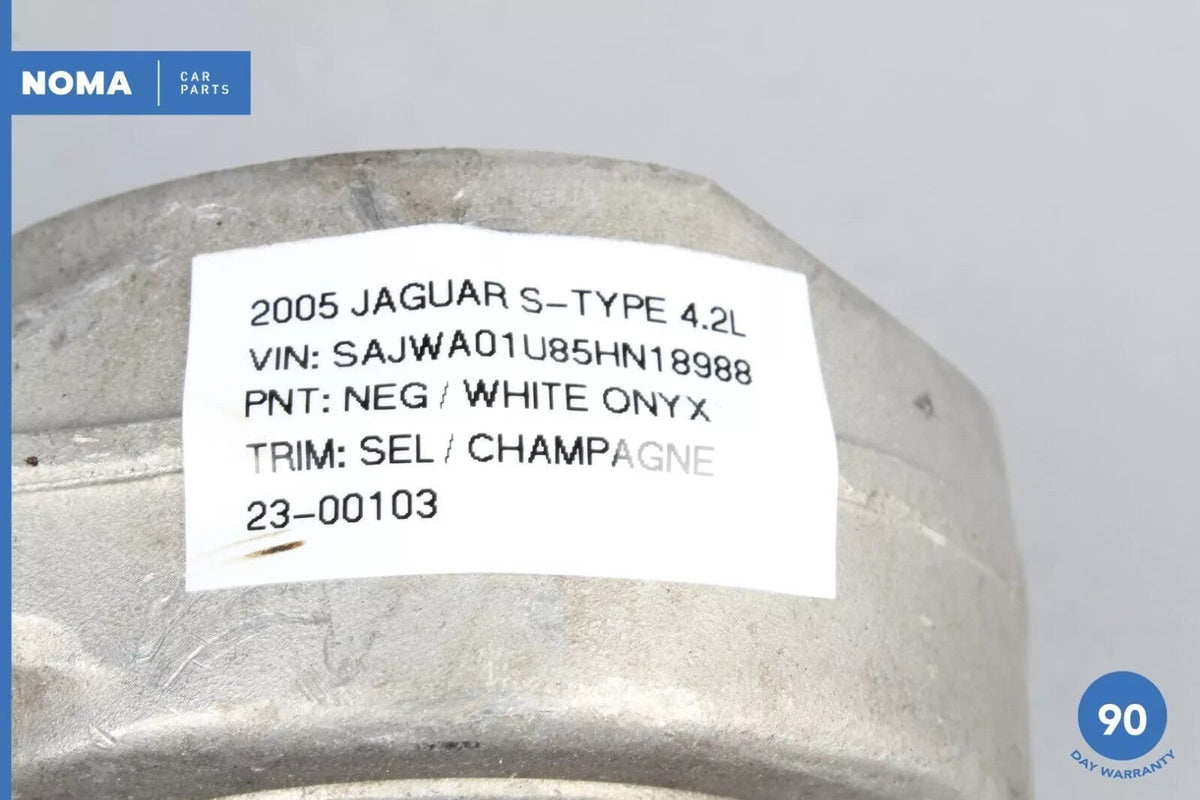 NOMA
CAR
PARTS
2005 JAGUAR S-TYPE 4.2L
VIN: SAJWA01U85HN18988
PNT: NEG / WHITE ONYX
TRIM: SEL / CHAMPAGNE
23-00103
90
DAY WARRANTY